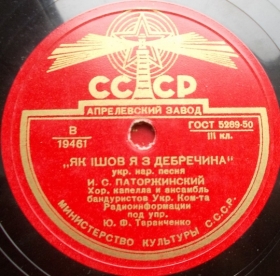 СССР
АПРЕЛЕВСКИЙ ЗАВОД
В
19461
ГОСТ 5289-50
III кл.
„ЯК ІШОВ Я З ДЕБРЕЧИНА"
укр. нар. песня
И. С. ПАТОРЖИНСКИЙ
Хор, капелла и ансамбль
бандуристов Укр. Ком-та
Радиоинформации
под упр.
Ю. Ф. Таранченко
МИНИСТЕРСТВО КУЛЬТУРЫ С.С.С.Р.